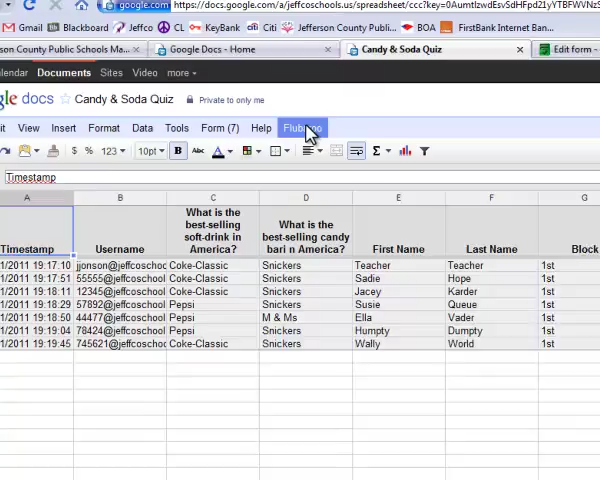 google.com https://docs.google.com/a/jeffcoschools.us/spreadsheet/ccc?key=0AumtlzwdEsvSdHFpd21yYTBFWVNzS
Gmail Blackboard Jeffco CL KeyBank Citi Jefferson County Publi... BOA FirstBank Internet Ban...
erson County Public Schools Ma... Google Docs - Home Candy & Soda Quiz Edit form -
lendar Documents Sites Video more
gle docs Candy & Soda Quiz Private to only me
it View Insert Format Data Tools Form (7) Help
$ % 123 10pt B Abc A Σ
Timestamp
A B C D E F G
Timestamp Username What is the best-selling soft-drink in America? What is the best-selling candy bari n America? First Name Last Name Block
1/2011 19:17:10 jjonson@jeffcoschoo Coke-Classic Snickers Teacher Teacher 1st
1/2011 19:17:51 55555@jeffcoschool Coke-Classic Snickers Sadie Hope 1st
1/2011 19:18:11 12345@jeffcoschool Coke-Classic Snickers Jacey Karder 1st
1/2011 19:18:29 57892@jeffcoschool Pepsi Snickers Susie Queue 1st
1/2011 19:18:50 44477@jeffcoschool Pepsi M & Ms Ella Vader 1st
1/2011 19:19:04 78424@jeffcoschool Pepsi Snickers Humpty Dumpty 1st
1/2011 19:19:45 745621@jeffcoschoo Coke-Classic Snickers Wally World 1st